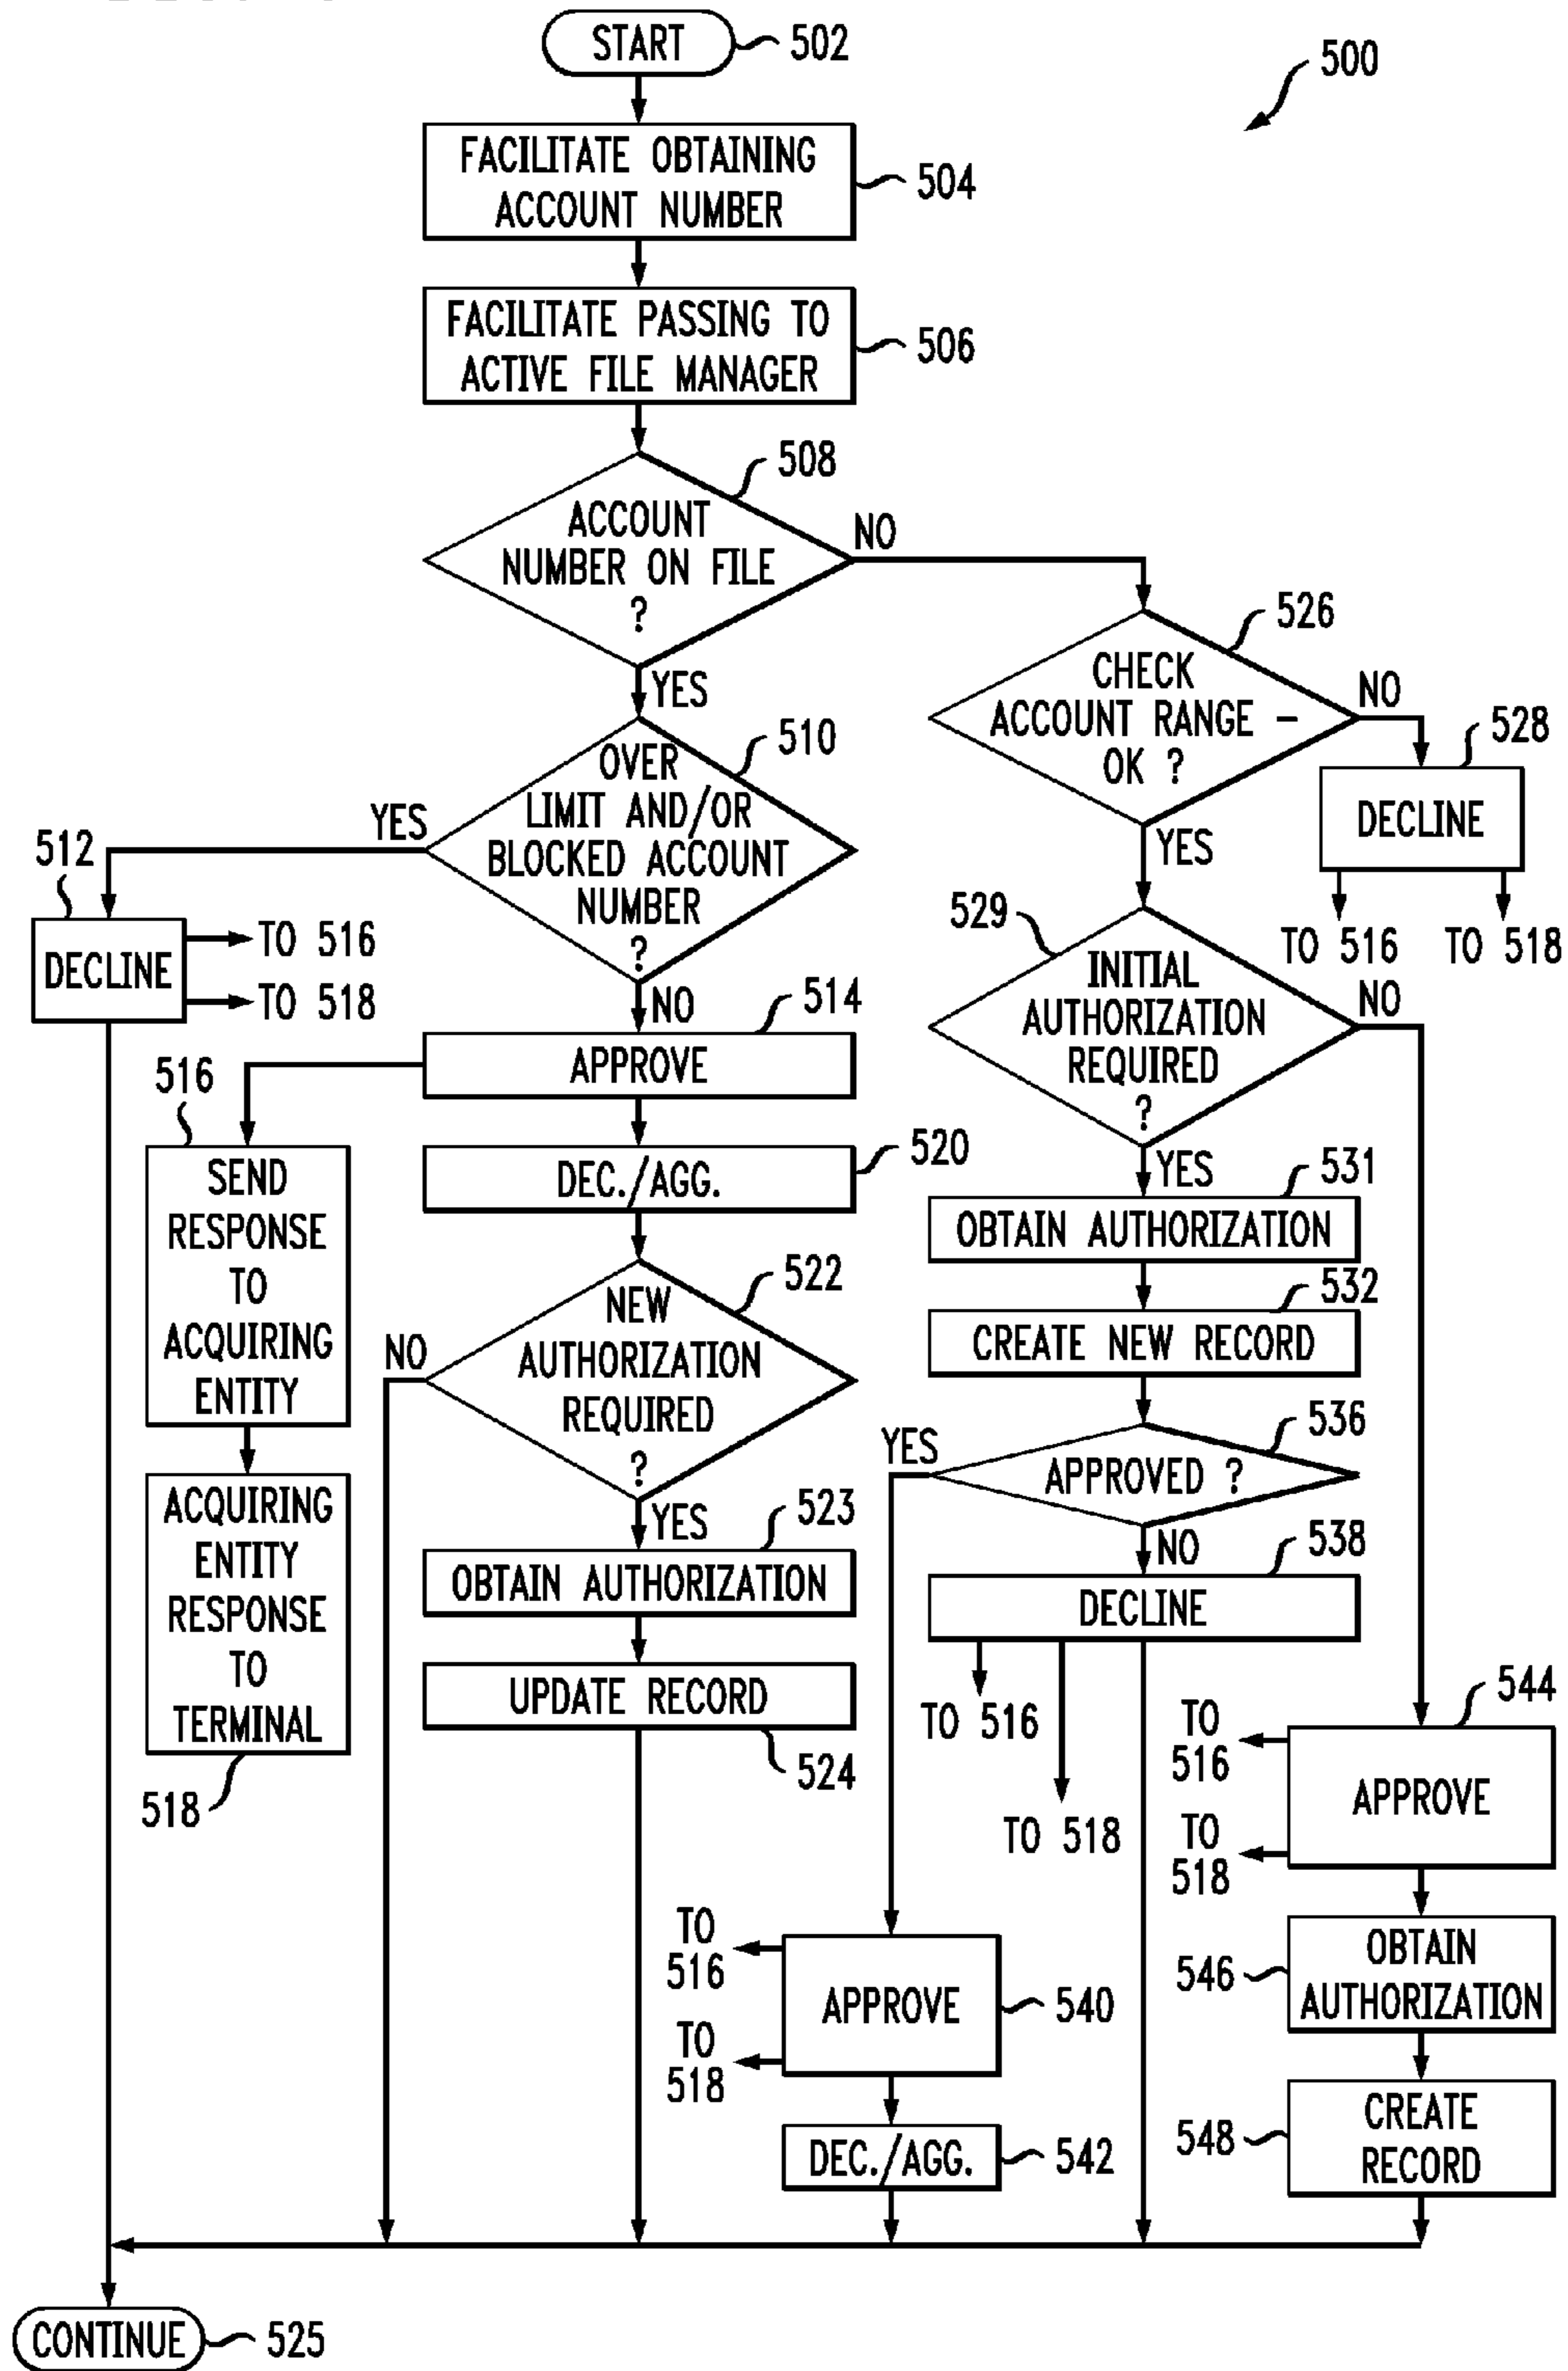 START
502
500
FACILITATE OBTAINING
ACCOUNT NUMBER
504
FACILITATE PASSING TO
ACTIVE FILE MANAGER
506
508
ACCOUNT
NUMBER ON FILE
?
NO
YES
526
CHECK
ACCOUNT RANGE -
OK ?
NO
YES
528
DECLINE
TO 516
TO 518
510
OVER
LIMIT AND/OR
BLOCKED ACCOUNT
NUMBER
?
YES
NO
512
DECLINE
TO 516
TO 518
529
INITIAL
AUTHORIZATION
REQUIRED
?
NO
YES
514
APPROVE
516
SEND
RESPONSE
TO
ACQUIRING
ENTITY
ACQUIRING
ENTITY
RESPONSE
TO
TERMINAL
518
520
DEC./AGG.
522
NEW
AUTHORIZATION
REQUIRED
?
NO
YES
523
OBTAIN AUTHORIZATION
UPDATE RECORD
524
531
OBTAIN AUTHORIZATION
532
CREATE NEW RECORD
536
APPROVED ?
YES
NO
538
DECLINE
TO 516
TO 518
544
TO
516
APPROVE
TO
518
TO
516
APPROVE
540
TO
518
DEC./AGG.
542
546
OBTAIN
AUTHORIZATION
548
CREATE
RECORD
CONTINUE
525